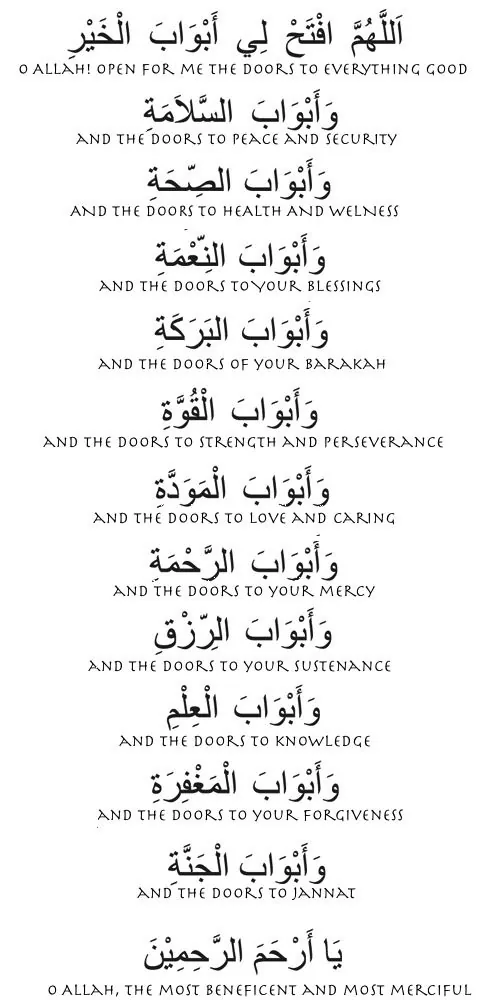 اَللَّهُمَّ افْتَحْ لِي أَبْوَابَ الْخَيْرِ
O ALLAH! OPEN FOR ME THE DOORS TO EVERYTHING GOOD
وَأَبْوَابَ السَّلاَمَةِ
AND THE DOORS TO PEACE AND SECURITY
وَأَبْوَابَ الصِّحَةِ
AND THE DOORS TO HEALTH AND WELNESS
وَأَبْوَابَ النِّعْمَةِ
AND THE DOORS TO YOUR BLESSINGS
وَأَبْوَابَ البَرَكَةِ
AND THE DOORS OF YOUR BARAKAH
وَأَبْوَابَ الْقُوَّةِ
AND THE DOORS TO STRENGTH AND PERSEVERANCE
وَأَبْوَابَ الْمَوَدَّةِ
AND THE DOORS TO LOVE AND CARING
وَأَبْوَابَ الرَّحْمَةِ
AND THE DOORS TO YOUR MERCY
وَأَبْوَابَ الرِّزْقِ
AND THE DOORS TO YOUR SUSTENANCE
وَأَبْوَابَ الْعِلْمِ
AND THE DOORS TO KNOWLEDGE
وَأَبْوَابَ الْمَغْفِرَةِ
AND THE DOORS TO YOUR FORGIVENESS
وَأَبْوَابَ الْجَنَّةِ
AND THE DOORS TO JANNAT
يَا أَرْحَمَ الرَّحِمِيْنَ
O ALLAH, THE MOST BENEFICENT AND MOST MERCIFUL